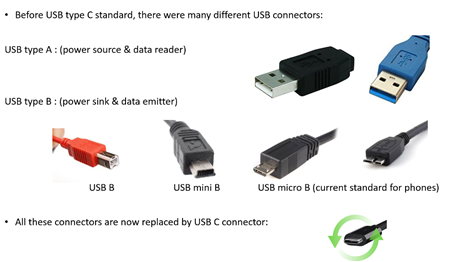 • Before USB type C standard, there were many different USB connectors:
USB type A : (power source & data reader)
USB type B : (power sink & data emitter)
USB B USB mini B USB micro B (current standard for phones)
• All these connectors are now replaced by USB C connector: